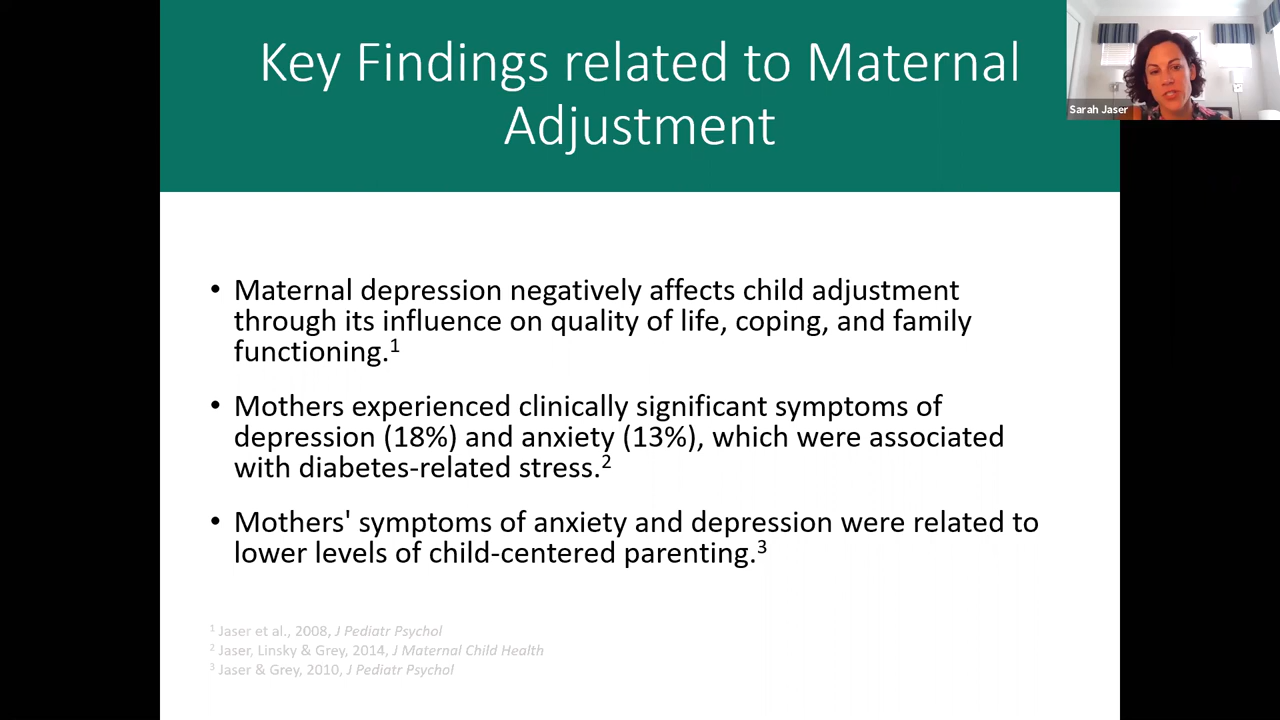 Key Findings related to Maternal
Adjustment
Sarah Jaser
• Maternal depression negatively affects child adjustment
through its influence on quality of life, coping, and family
functioning.1
• Mothers experienced clinically significant symptoms of
depression (18%) and anxiety (13%), which were associated
with diabetes-related stress.2
• Mothers' symptoms of anxiety and depression were related to
lower levels of child-centered parenting.3
1 Jaser et al., 2008, J Pediatr Psychol
2 Jaser, Linsky & Grey, 2014, J Maternal Child Health
3 Jaser & Grey, 2010, J Pediatr Psychol